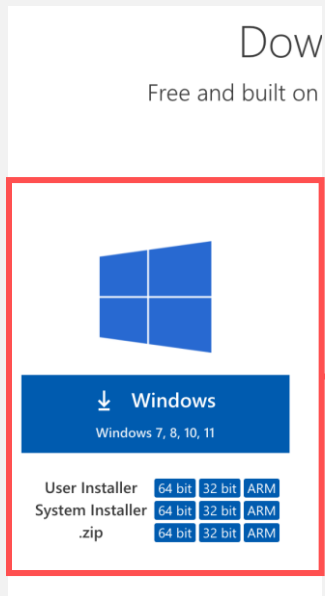 Dow
Free and built on
Windows
Windows 7, 8, 10, 11
User Installer 64 bit 32 bit ARM
System Installer 64 bit 32 bit ARM
.zip 64 bit 32 bit ARM